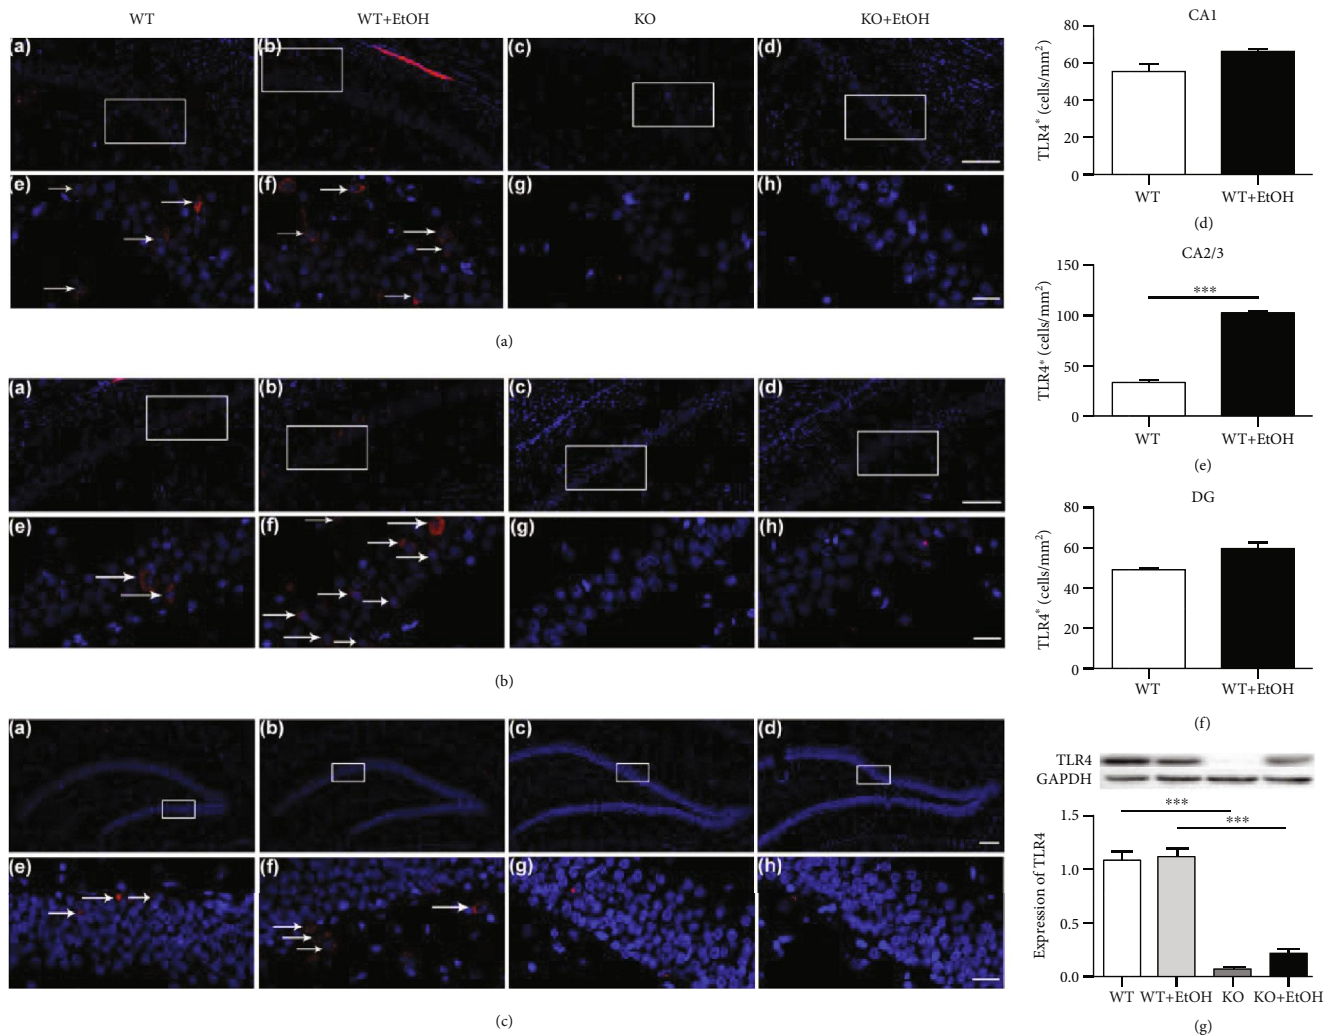 WT WT+EtOH KO KO+EtOH
(a) (b) (c) (d)
(e) (f) (g) (h)
(a)
(a) (b) (c) (d)
(e) (f) (g) (h)
(b)
(a) (b) (c) (d)
(e) (f) (g) (h)
(c)
CA1
TLR4* (cells/mm²)
80
60
40
20
0
WT WT+EtOH
(d)
CA2/3
TLR4* (cells/mm²)
150
100
50
0
***
WT WT+EtOH
(e)
DG
TLR4* (cells/mm²)
80
60
40
20
0
WT WT+EtOH
(f)
TLR4
GAPDH
Expression of TLR4
1.5
1.0
0.5
0.0
***
***
WT WT+EtOH KO KO+EtOH
(g)